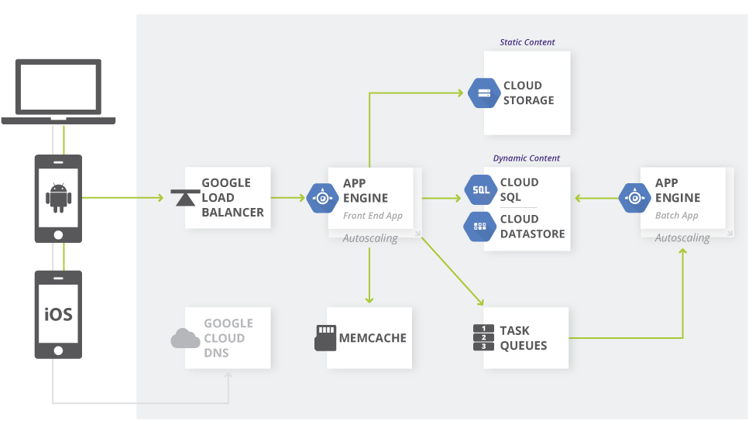 Static Content
CLOUD
STORAGE
Dynamic Content
GOOGLE
LOAD
BALANCER
APP
ENGINE
Front End App
Autoscaling
SQL
CLOUD
SQL
CLOUD
DATASTORE
APP
ENGINE
Batch App
Autoscaling
iOS
GOOGLE
CLOUD
DNS
MEMCACHE
1
2
3
TASK
QUEUES